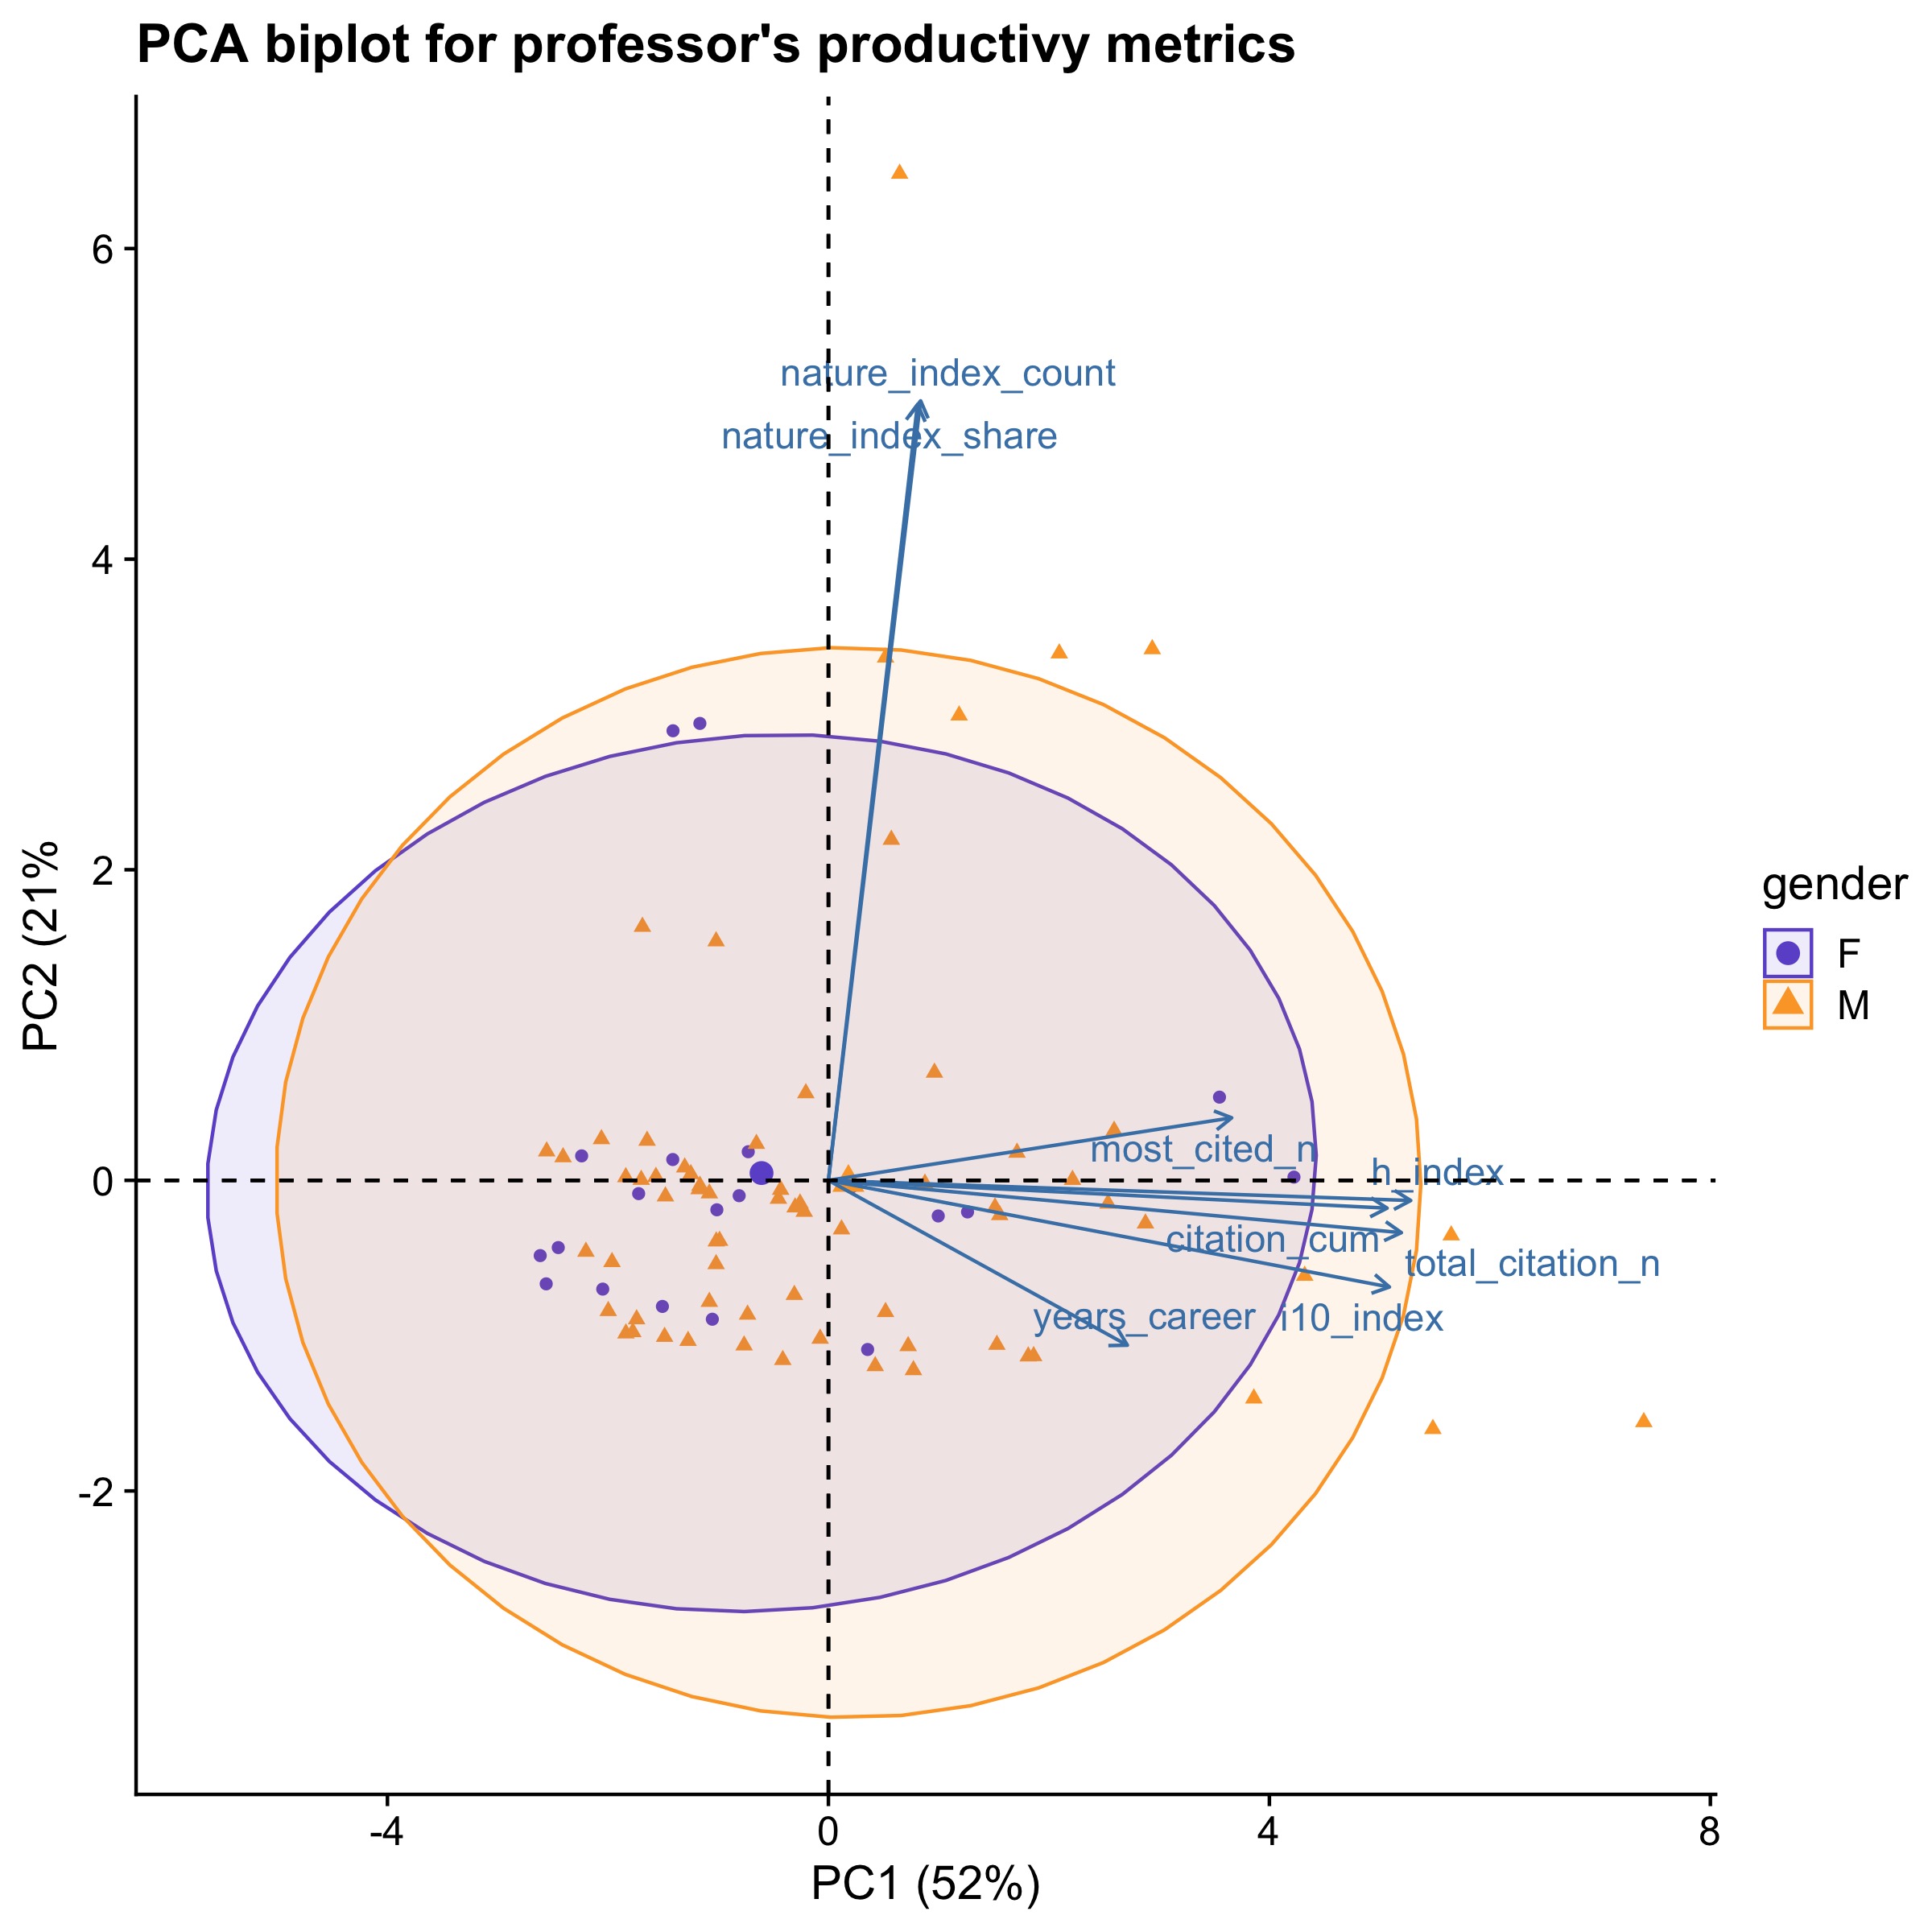 PCA biplot for professor's productivy metrics
6
4
2
0
-2
PC2 (21%
nature_index_count
nature_index_share
most_cited_n
h_index
citation_cum
total_citation_n
years_career
i10_index
gender
F
M
-4
0
4
8
PC1 (52%)